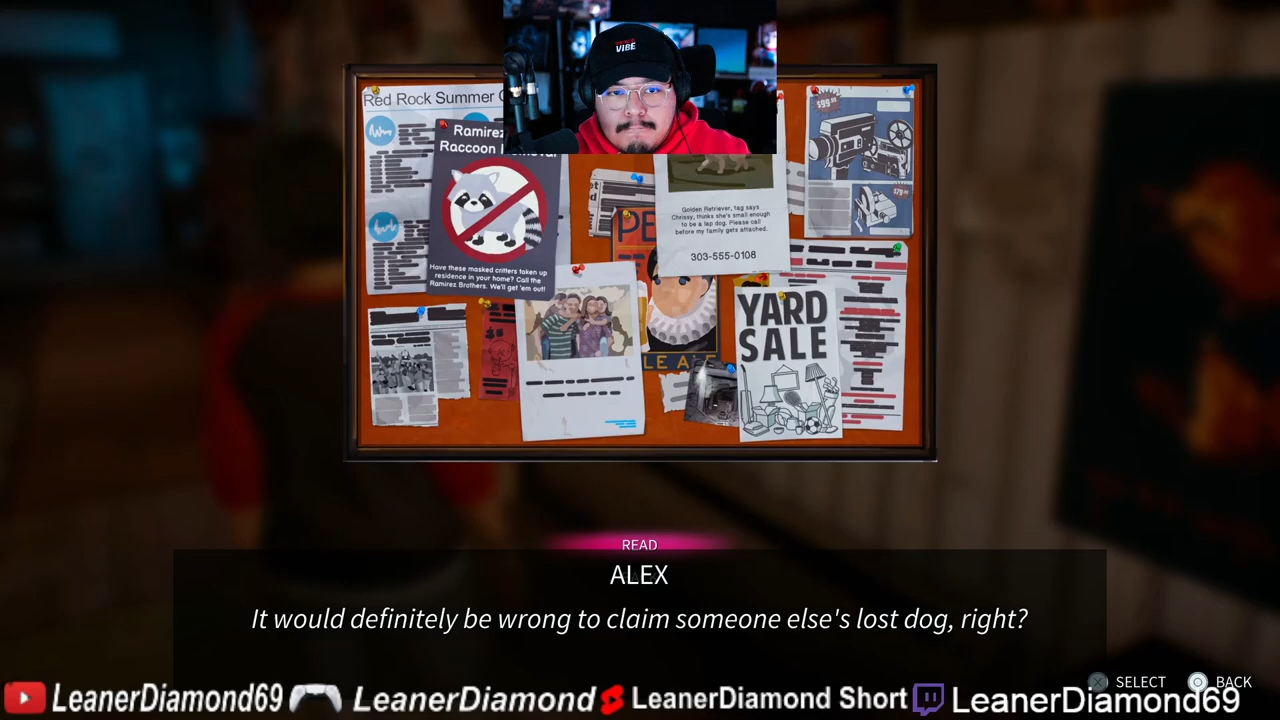 VIBE
Red Rock Summer
Ramirez
Raccoon
Have these masked critters taken up
residence in your home? Call the
Ramirez Brothers. We'll get 'em out!
Golden Retriever, tag says
Chrissy, thinks she's small enough
to be a lap dog. Please call
before my family gets attached.
303-555-0108
$99
YARD
SALE
READ
ALEX
It would definitely be wrong to claim someone else's lost dog, right?
SELECT
BACK
LeanerDiamond69
LeanerDiamond
LeanerDiamond Short
LeanerDiamond69